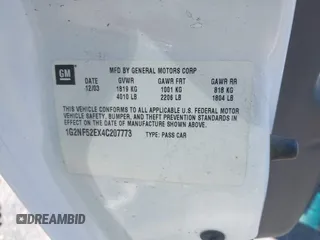 GM
MFD BY GENERAL MOTORS CORP
DATE GVWR GAWR FRT GAWR RR
12/03 1819 KG 1001 KG 818 KG
4010 LB 2206 LB 1804 LB
THIS VEHICLE CONFORMS TO ALL APPLICABLE U.S. FEDERAL MOTOR
VEHICLE SAFETY, BUMPER, AND THEFT PREVENTION STANDARDS IN
EFFECT ON THE DATE OF MANUFACTURE SHOWN ABOVE.
1G2NF52EX4C207773 TYPE: PASS CAR
DREAMBID